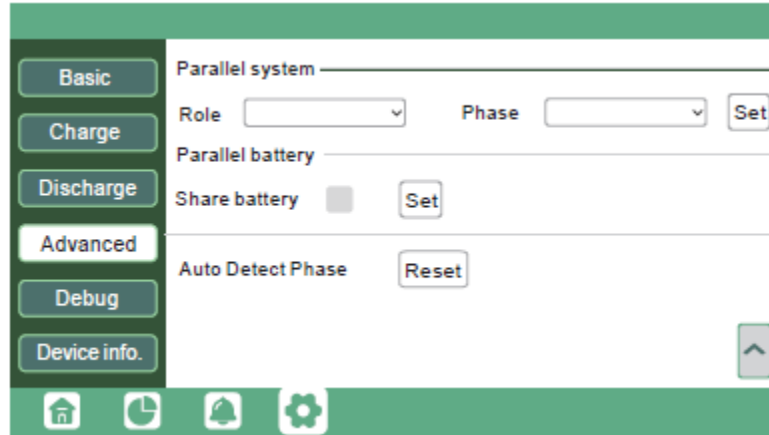 Basic
Charge
Discharge
Advanced
Debug
Device info.
Parallel system
Role
Phase
Set
Parallel battery
Share battery
Set
Auto Detect Phase
Reset